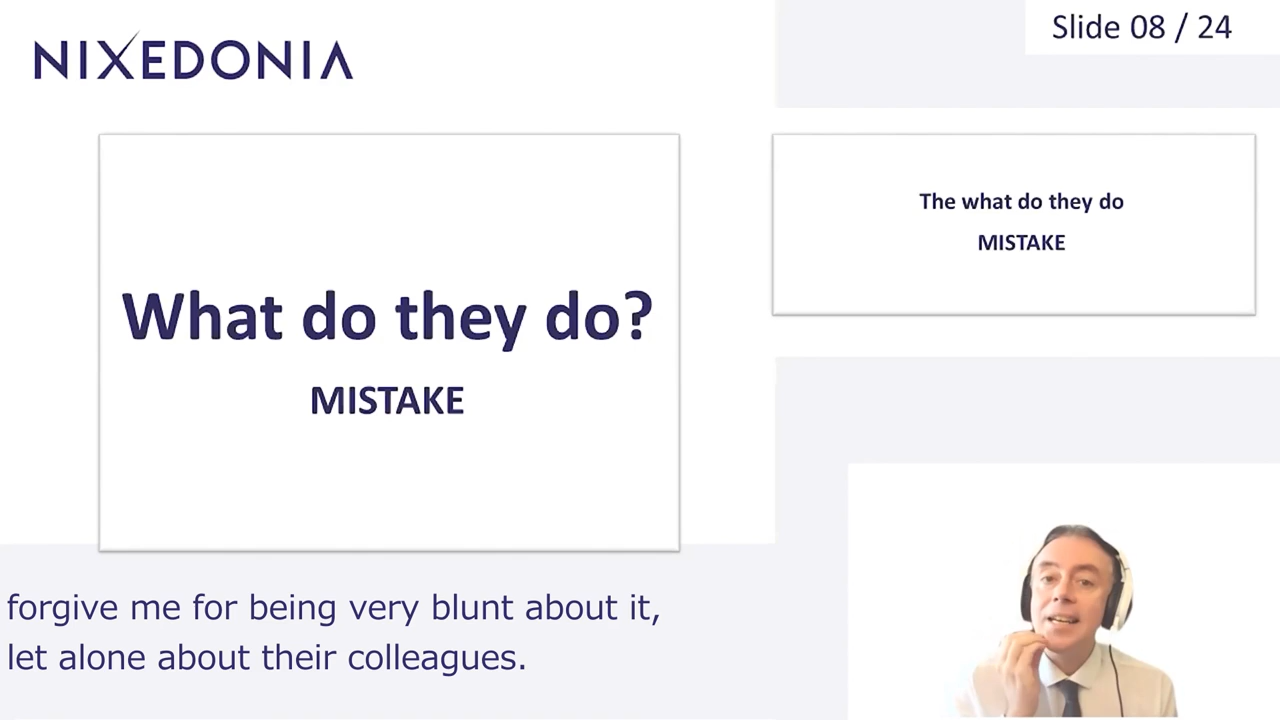 NIXEDONIA
Slide 08 / 24
What do they do?
MISTAKE
The what do they do
MISTAKE
forgive me for being very blunt about it,
let alone about their colleagues.